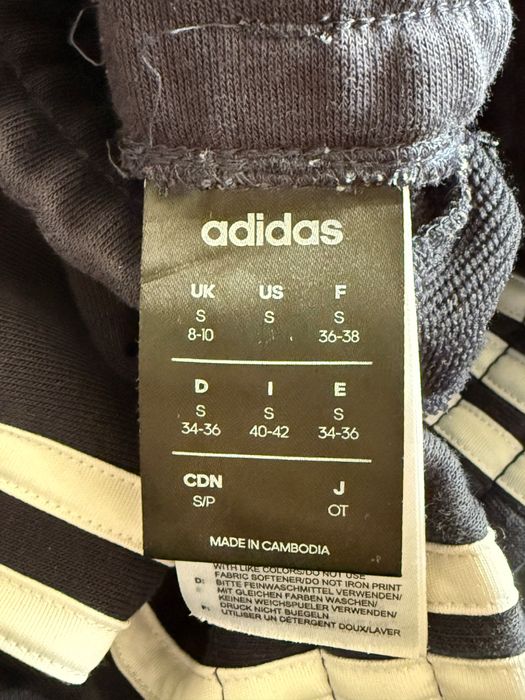 adidas
UK US F
S S S
8-10 36-38
D I E
S S S
34-36 40-42 34-36
CDN J
S/P OT
MADE IN CAMBODIA
WITH LIKE COLORS/DO NOT USE
FABRIC SOFTENER/DO NOT IRON PRINT
D: BITTE FEINWASCHMITTEL VERWENDEN/
MIT GLEICHEN FARBEN WASCHEN/
KEINEN WEICHSPUELER VERWENDEN/
DRUCK NICHT BUEGELN
F: UTILISER UN DÉTERGENT DOUX/LAVER